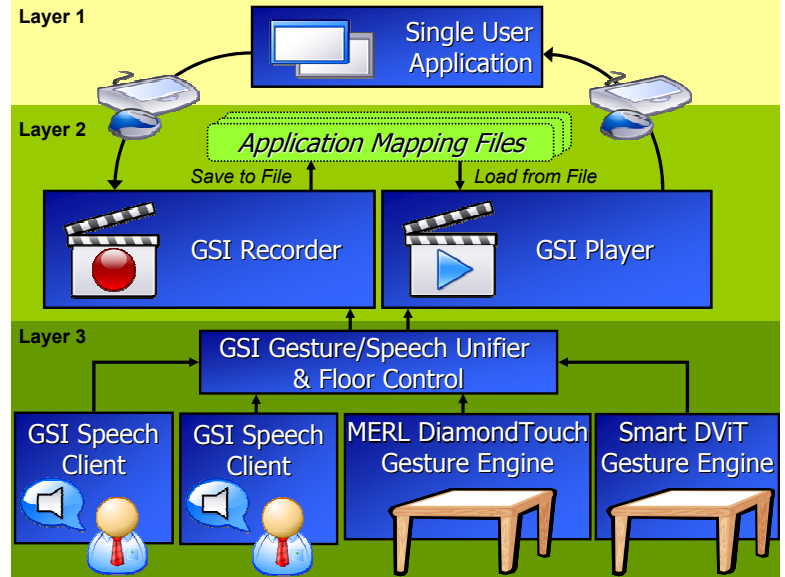 Layer 1
Single User
Application
Layer 2
Application Mapping Files
Save to File
Load from File
GSI Recorder
GSI Player
Layer 3
GSI Gesture/Speech Unifier
& Floor Control
GSI Speech
Client
GSI Speech
Client
MERL DiamondTouch
Gesture Engine
Smart DViT
Gesture Engine